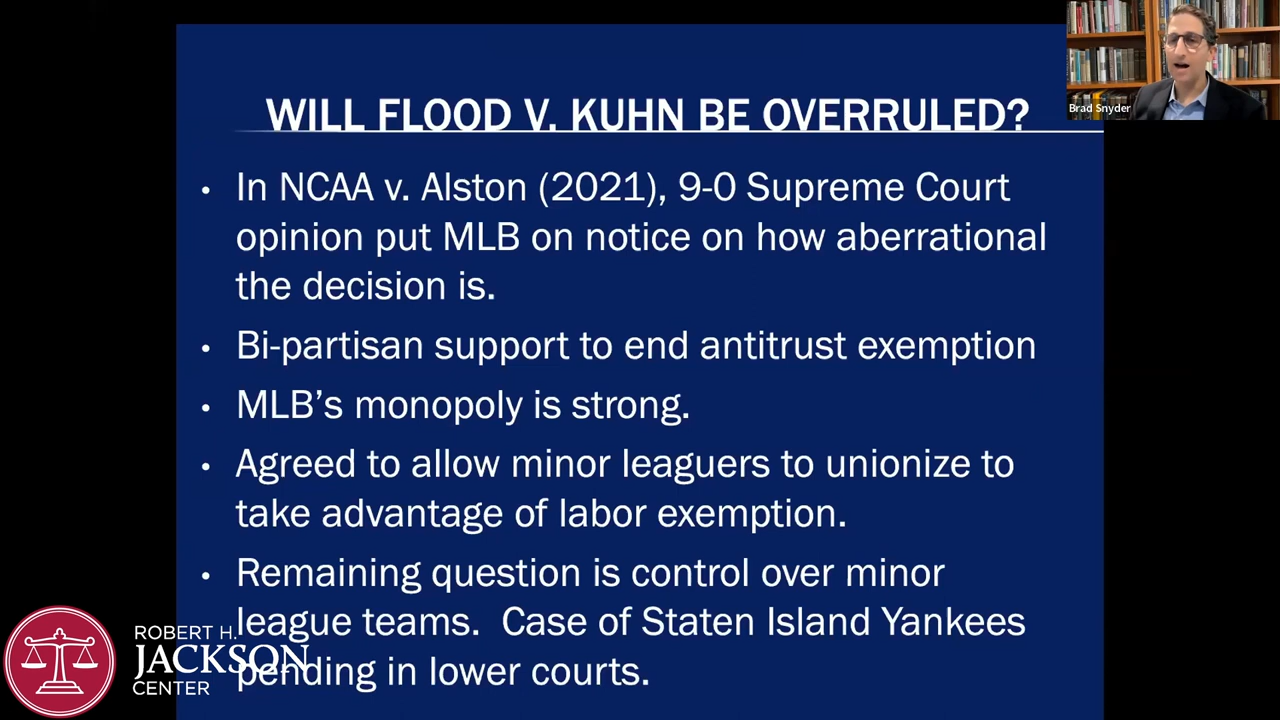 WILL FLOOD V. KUHN BE OVERRULED?
• In NCAA v. Alston (2021), 9-0 Supreme Court
opinion put MLB on notice on how aberrational
the decision is.
• Bi-partisan support to end antitrust exemption
• MLB’s monopoly is strong.
• Agreed to allow minor leaguers to unionize to
take advantage of labor exemption.
• Remaining question is control over minor
league teams.  Case of Staten Island Yankees
pending in lower courts.
Brad Snyder
ROBERT H.
JACKSON
CENTER